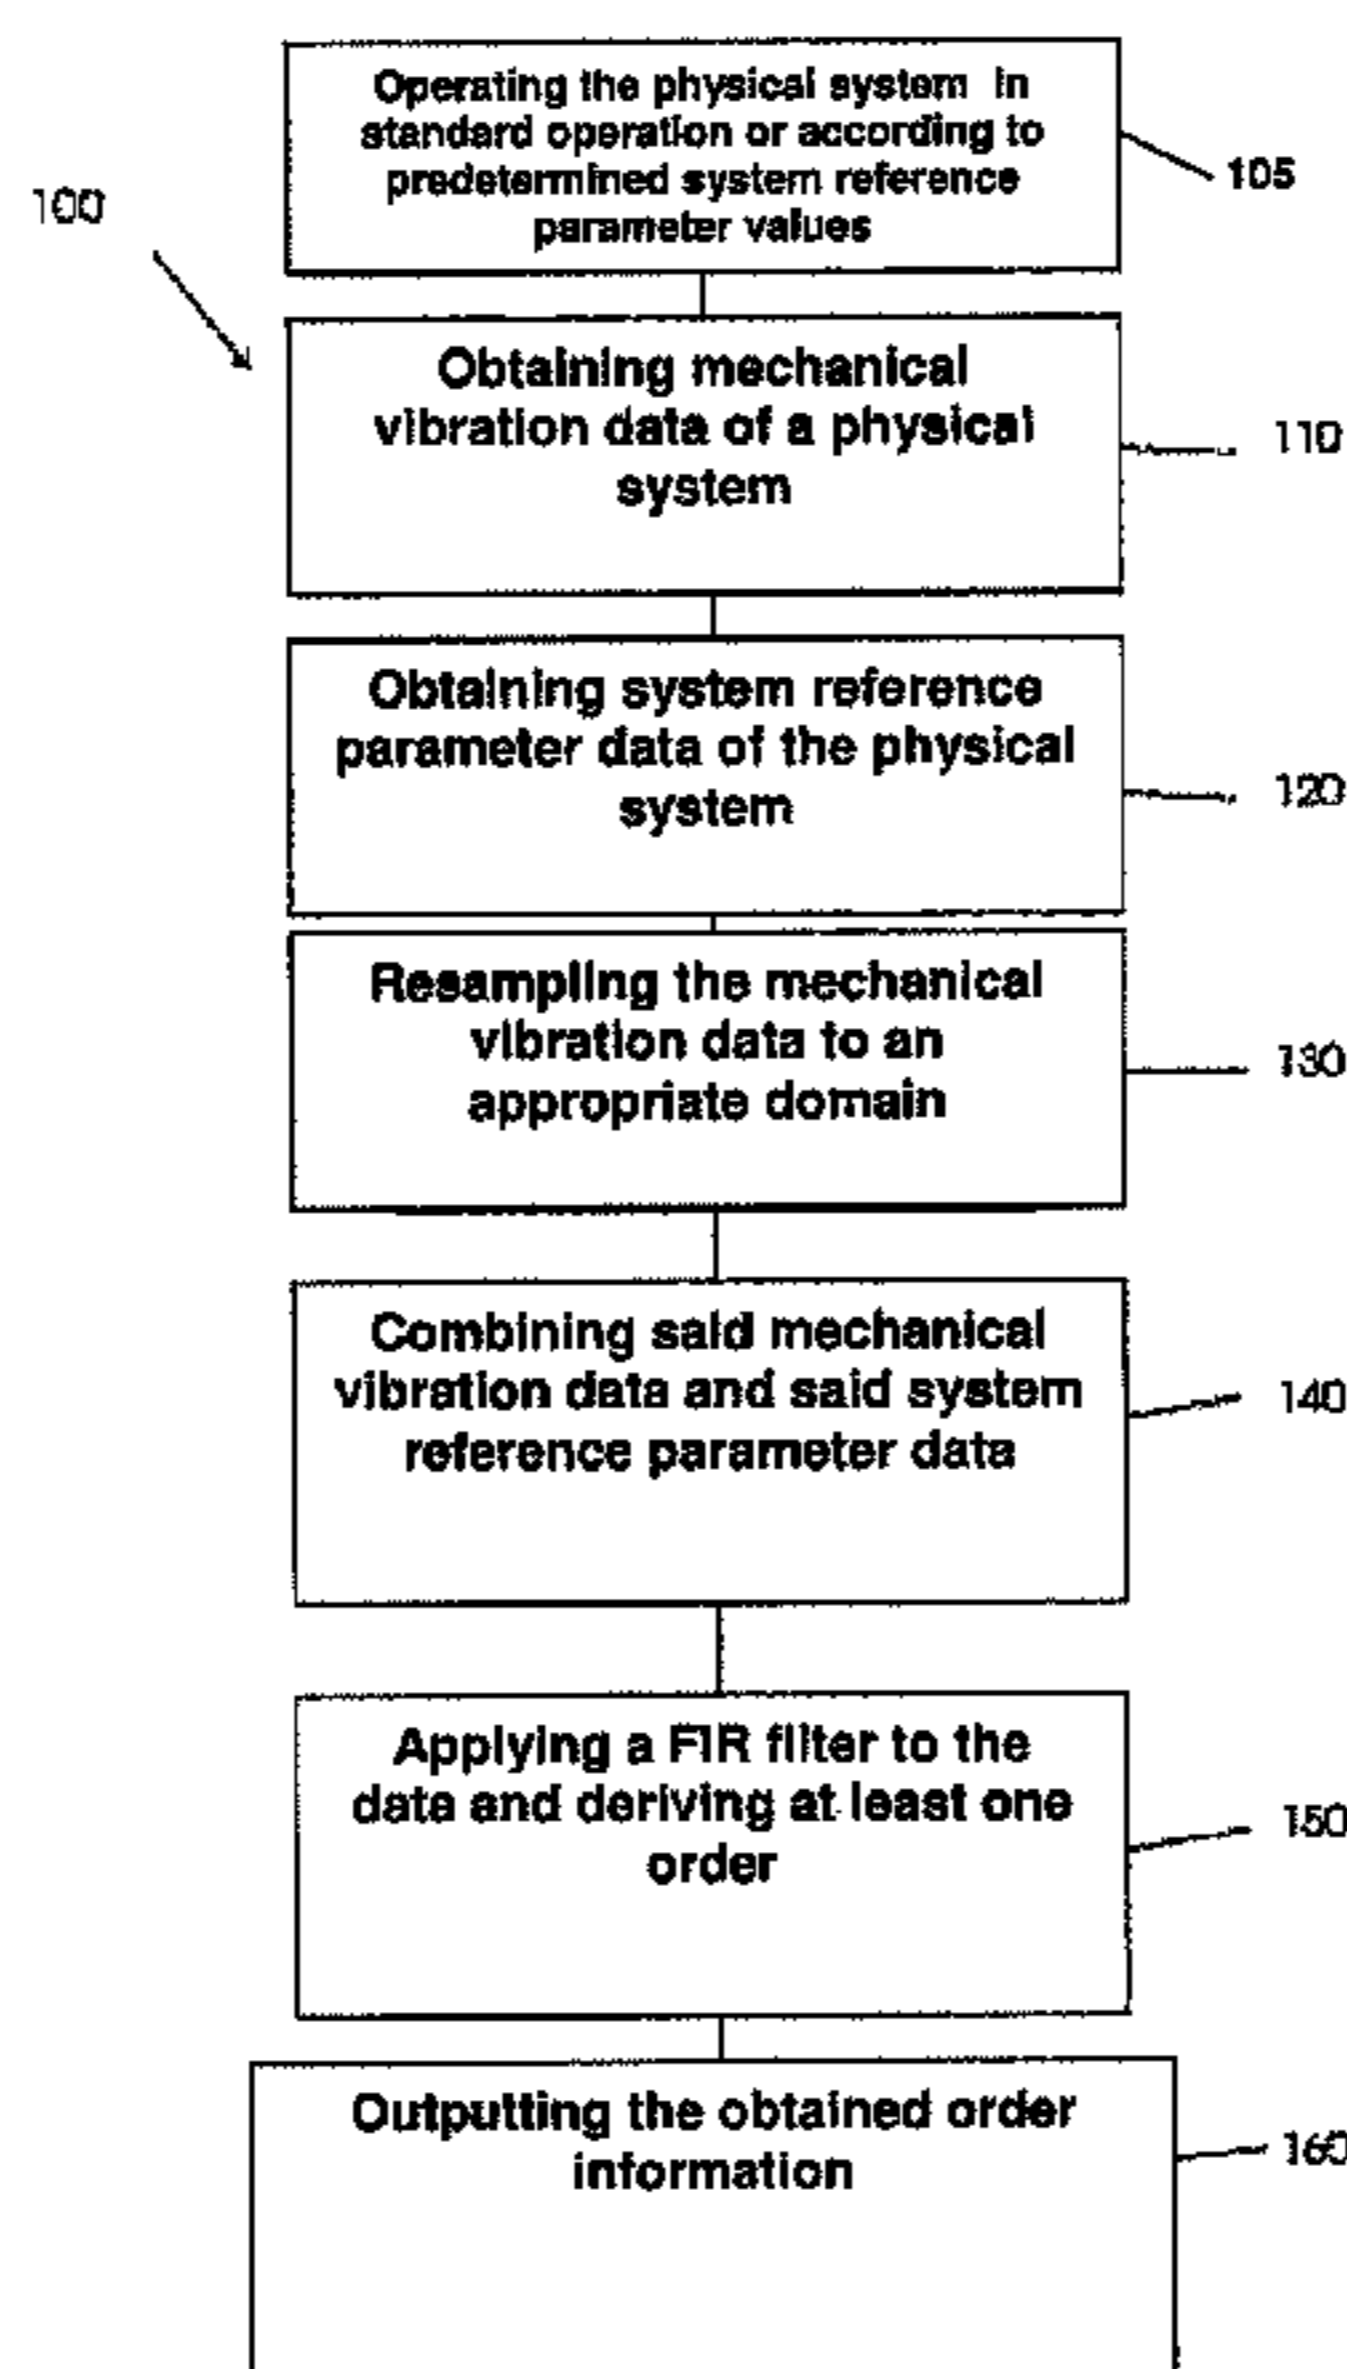 Operating the physical system in
standard operation or according to
predetermined system reference
parameter values
105
100
Obtaining mechanical
vibration data of a physical
system
110
Obtaining system reference
parameter data of the physical
system
120
Resampling the mechanical
vibration data to an
appropriate domain
130
Combining said mechanical
vibration data and said system
reference parameter data
140
Applying a FIR filter to the
data and deriving at least one
order
150
Outputting the obtained order
information
160